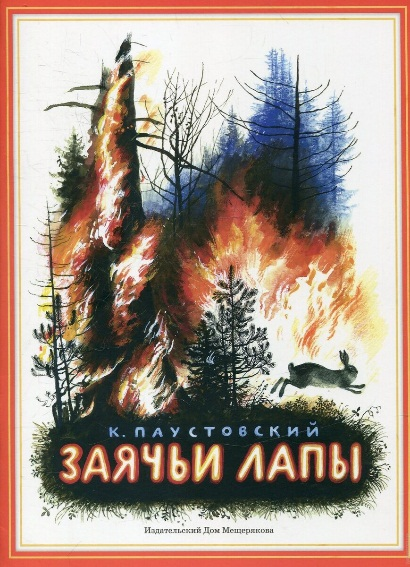 К. ПАУСТОВСКИЙ
ЗАЯЧЬИ ЛАПЫ
Издательский Дом Мещерякова